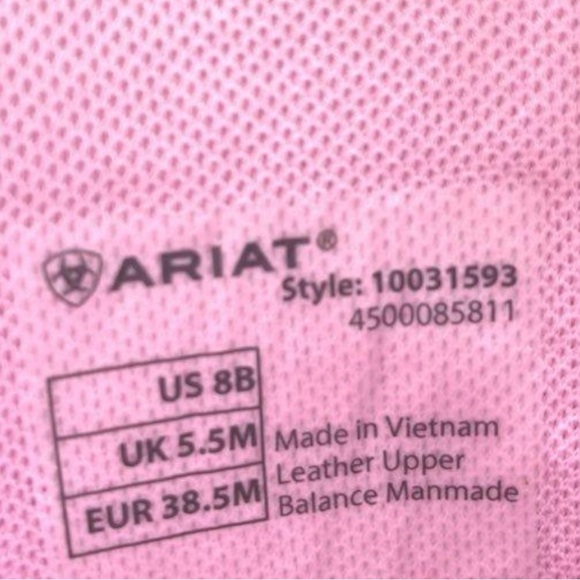 ARIAT®
Style: 10031593
4500085811
US 8B
UK 5.5M
EUR 38.5M
Made in Vietnam
Leather Upper
Balance Manmade